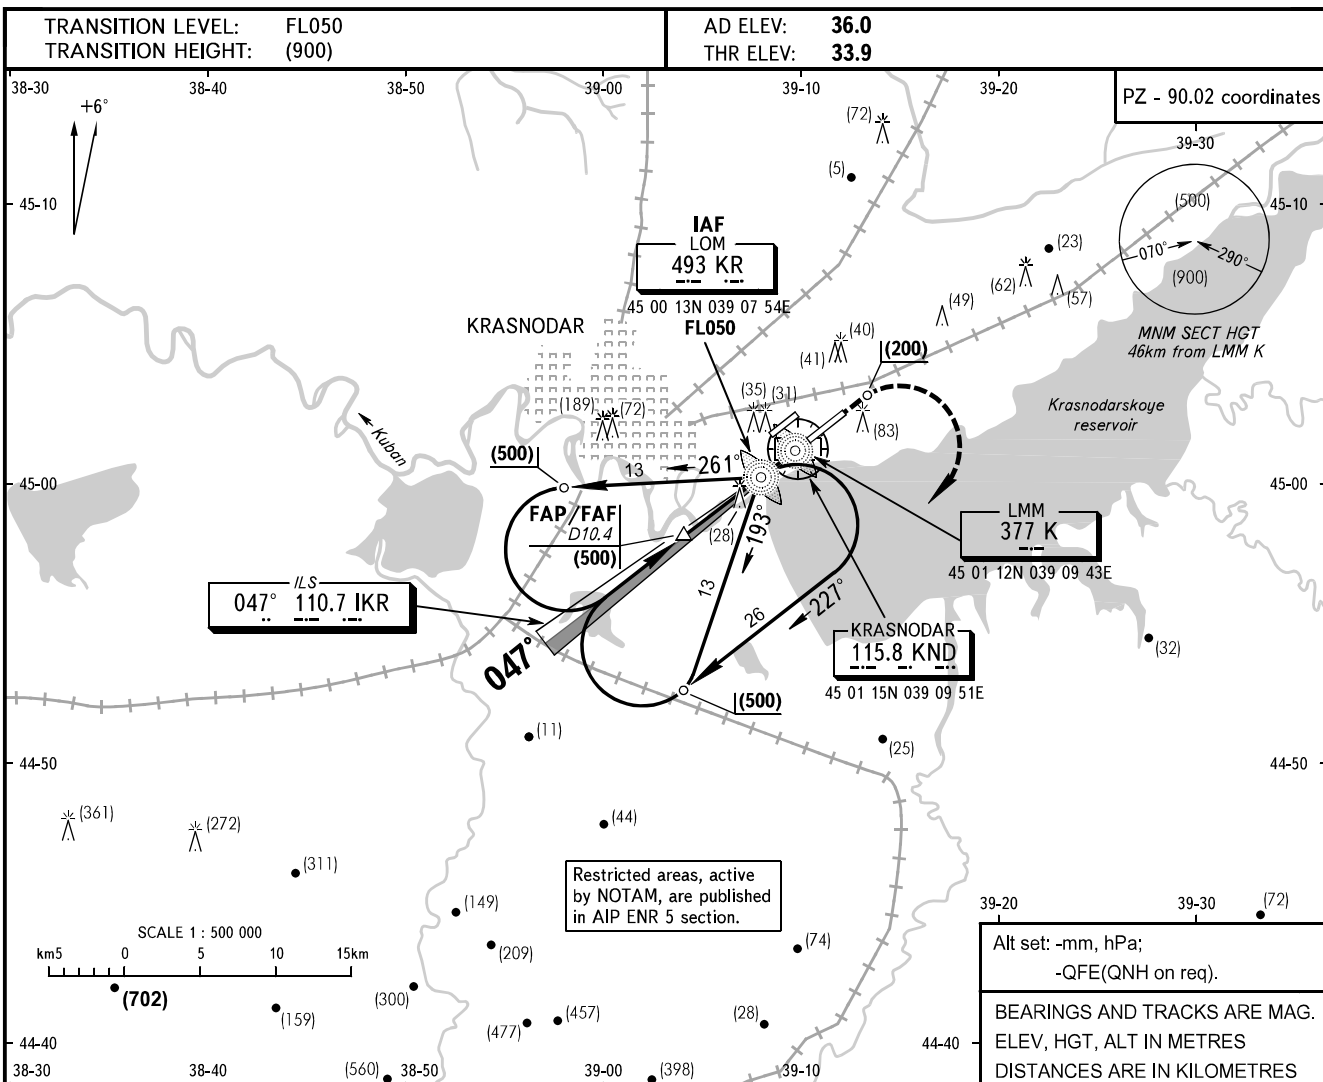 TRANSITION LEVEL: FL050
TRANSITION HEIGHT: (900)
AD ELEV: 36.0
THR ELEV: 33.9
38-30
38-40
38-50
39-00
39-10
39-20
PZ - 90.02 coordinates
39-30
+6°
(72)
(5)
45-10
(500)
45-10
070°
290°
(900)
(23)
(62)
(57)
(49)
MNM SECT HGT
46km from LMM K
IAF
LOM
493 KR
45 00 13N 039 07 54E
FL050
KRASNODAR
(40)
(41)
(200)
(35)
(31)
(189)
(72)
(83)
Krasnodarskoye
reservoir
Kuban
(500)
13
261°
45-00
45-00
FAP/FAF
D10.4
(500)
(28)
193°
LMM
377 K
45 01 12N 039 09 43E
ILS
047° 110.7 IKR
13
26
227°
047°
KRASNODAR
115.8 KND
45 01 15N 039 09 51E
(32)
(500)
(11)
(25)
44-50
44-50
(361)
(272)
(44)
(311)
Restricted areas, active
by NOTAM, are published
in AIP ENR 5 section.
(149)
39-20
39-30
(72)
SCALE 1 : 500 000
km5 0 5 10 15km
(209)
(74)
Alt set: -mm, hPa;
-QFE(QNH on req).
(702)
(300)
(159)
(477)
(457)
(28)
BEARINGS AND TRACKS ARE MAG.
ELEV, HGT, ALT IN METRES
DISTANCES ARE IN KILOMETRES
44-40
44-40
38-30
38-40
(560)
38-50
39-00
(398)
39-10